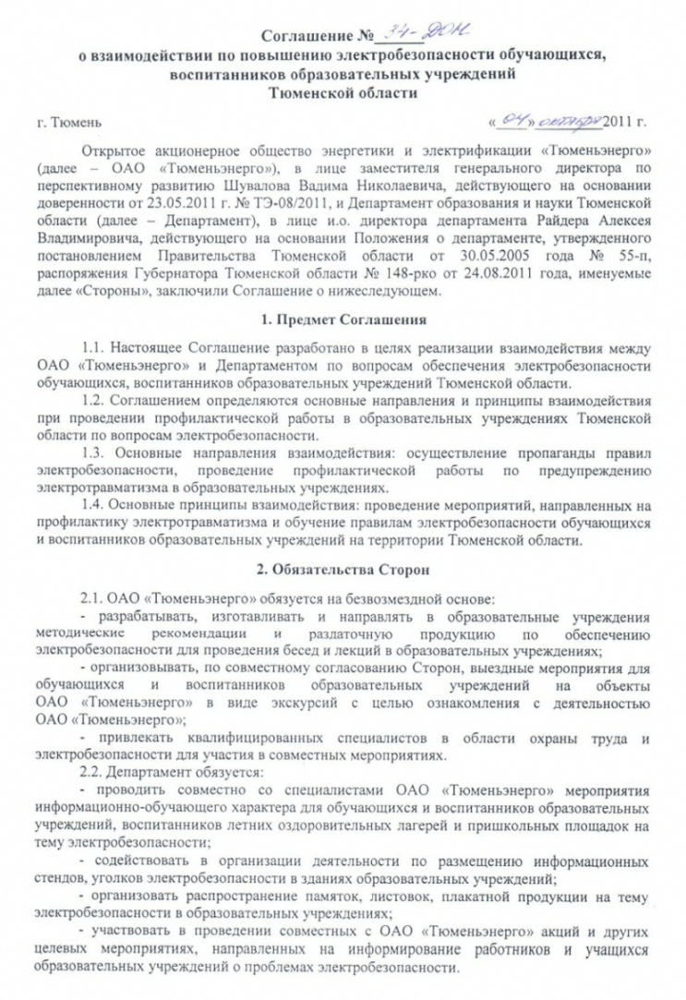 Соглашение № 34-ДОН
о взаимодействии по повышению электробезопасности обучающихся,
воспитанников образовательных учреждений
Тюменской области
г. Тюмень «04» октября 2011 г.
Открытое акционерное общество энергетики и электрификации «Тюменьэнерго»
(далее – ОАО «Тюменьэнерго»), в лице заместителя генерального директора по
перспективному развитию Шувалова Вадима Николаевича, действующего на основании
доверенности от 23.05.2011 г. № ТЭ-08/2011, и Департамент образования и науки Тюменской
области (далее – Департамент), в лице и.о. директора департамента Райдера Алексея
Владимировича, действующего на основании Положения о департаменте, утвержденного
постановлением Правительства Тюменской области от 30.05.2005 года № 55-п,
распоряжения Губернатора Тюменской области № 148-рко от 24.08.2011 года, именуемые
далее «Стороны», заключили Соглашение о нижеследующем.
1. Предмет Соглашения
1.1. Настоящее Соглашение разработано в целях реализации взаимодействия между
ОАО «Тюменьэнерго» и Департаментом по вопросам обеспечения электробезопасности
обучающихся, воспитанников образовательных учреждений Тюменской области.
1.2. Соглашением определяются основные направления и принципы взаимодействия
при проведении профилактической работы в образовательных учреждениях Тюменской
области по вопросам электробезопасности.
1.3. Основные направления взаимодействия: осуществление пропаганды правил
электробезопасности, проведение профилактической работы по предупреждению
электротравматизма в образовательных учреждениях.
1.4. Основные принципы взаимодействия: проведение мероприятий, направленных на
профилактику электротравматизма и обучение правилам электробезопасности обучающихся
и воспитанников образовательных учреждений на территории Тюменской области.
2. Обязательства Сторон
2.1. ОАО «Тюменьэнерго» обязуется на безвозмездной основе:
- разрабатывать, изготавливать и направлять в образовательные учреждения
методические рекомендации и раздаточную продукцию по обеспечению
электробезопасности для проведения бесед и лекций в образовательных учреждениях;
- организовывать, по совместному согласованию Сторон, выездные мероприятия для
обучающихся и воспитанников образовательных учреждений на объекты
ОАО «Тюменьэнерго» в виде экскурсий с целью ознакомления с деятельностью
ОАО «Тюменьэнерго»;
- привлекать квалифицированных специалистов в области охраны труда и
электробезопасности для участия в совместных мероприятиях.
2.2. Департамент обязуется:
- проводить совместно со специалистами ОАО «Тюменьэнерго» мероприятия
информационно-обучающего характера для обучающихся и воспитанников образовательных
учреждений, воспитанников летних оздоровительных лагерей и пришкольных площадок на
тему электробезопасности;
- содействовать в организации деятельности по размещению информационных
стендов, уголков электробезопасности в зданиях образовательных учреждений;
- организовать распространение памяток, листовок, плакатной продукции на тему
электробезопасности в образовательных учреждениях;
- участвовать в проведении совместных с ОАО «Тюменьэнерго» акций и других
целевых мероприятиях, направленных на информирование работников и учащихся
образовательных учреждений о проблемах электробезопасности.